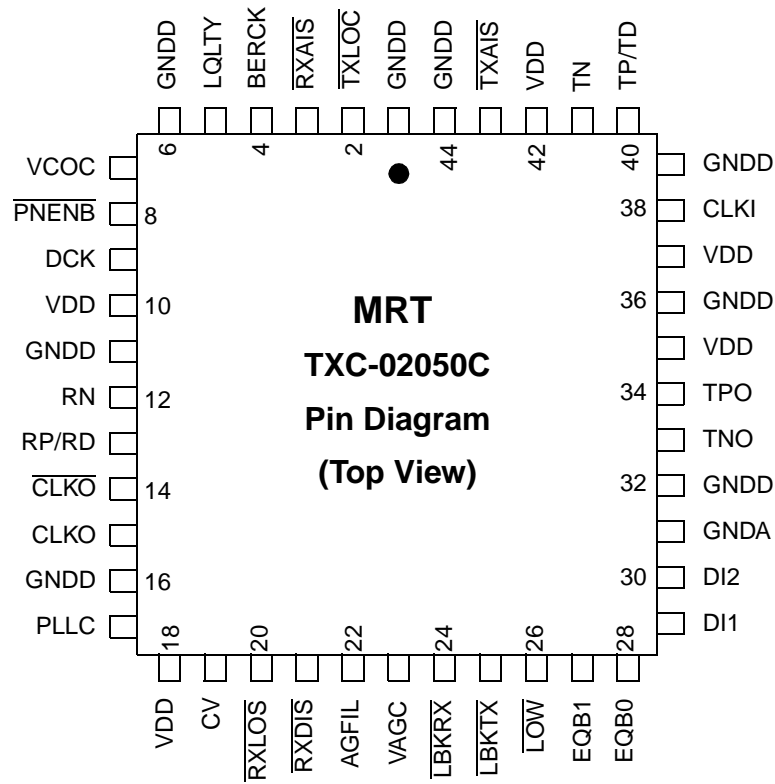 GNDD
LQLTY
BERCK
RXAIS
TXLOC
GNDD
GNDD
TXAIS
VDD
TN
TP/TD
6
4
2
44
42
40
VCOC
PNENB
8
DCK
VDD
10
GNDD
RN
12
RP/RD
CLKO
14
CLKO
GNDD
16
PLLC
MRT
TXC-02050C
Pin Diagram
(Top View)
GNDD
38
CLKI
VDD
36
GNDD
VDD
34
TPO
TNO
32
GNDD
GNDA
30
DI2
DI1
18
20
22
24
26
28
VDD
CV
RXLOS
RXDIS
AGFIL
VAGC
LBKRX
LBKTX
LOW
EQB1
EQB0